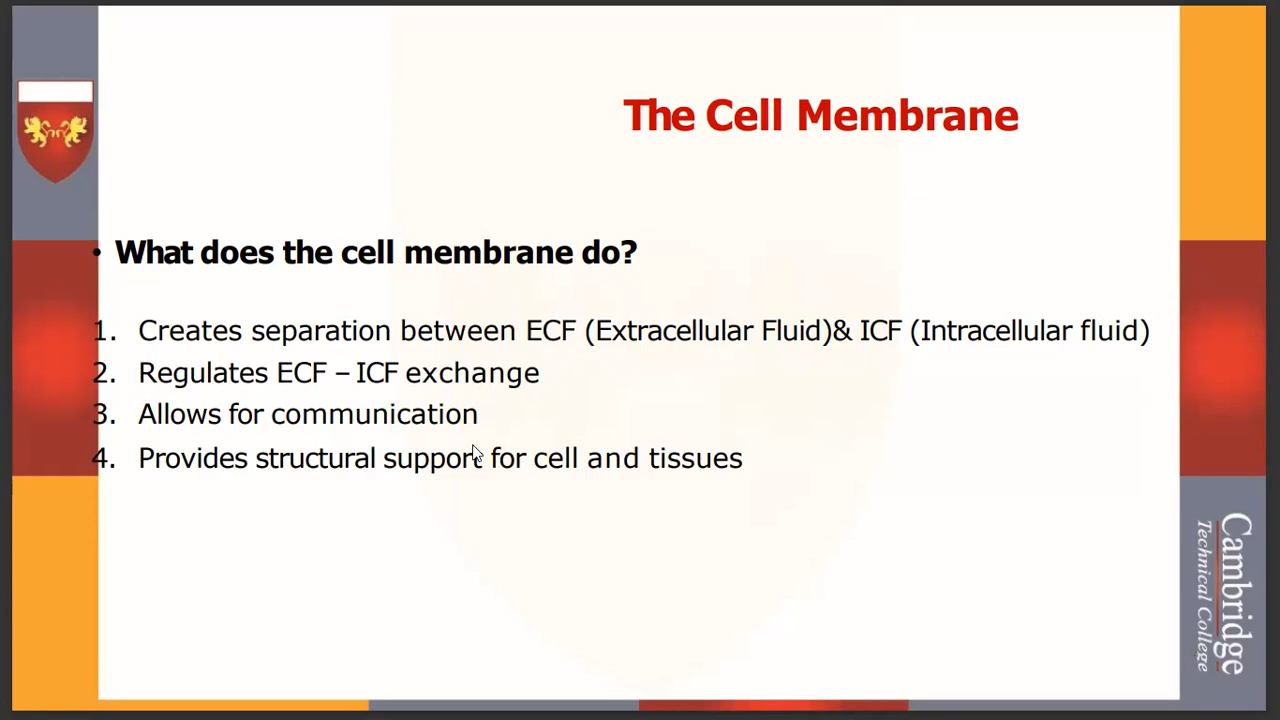 The Cell Membrane
• What does the cell membrane do?
1. Creates separation between ECF (Extracellular Fluid)& ICF (Intracellular fluid)
2. Regulates ECF – ICF exchange
3. Allows for communication
4. Provides structural support for cell and tissues
Cambridge
Technical College